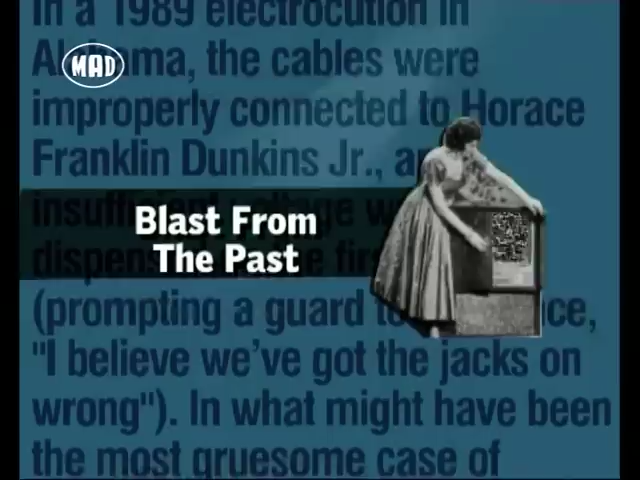 in a 1989 electrocution in
MAD
Alabama, the cables were
improperly connected to Horace
Franklin Dunkins Jr.,
Blast From
The Past
(prompting a guard
"I believe we've got the jacks on
wrong"). In what might have been
the most gruesome case of